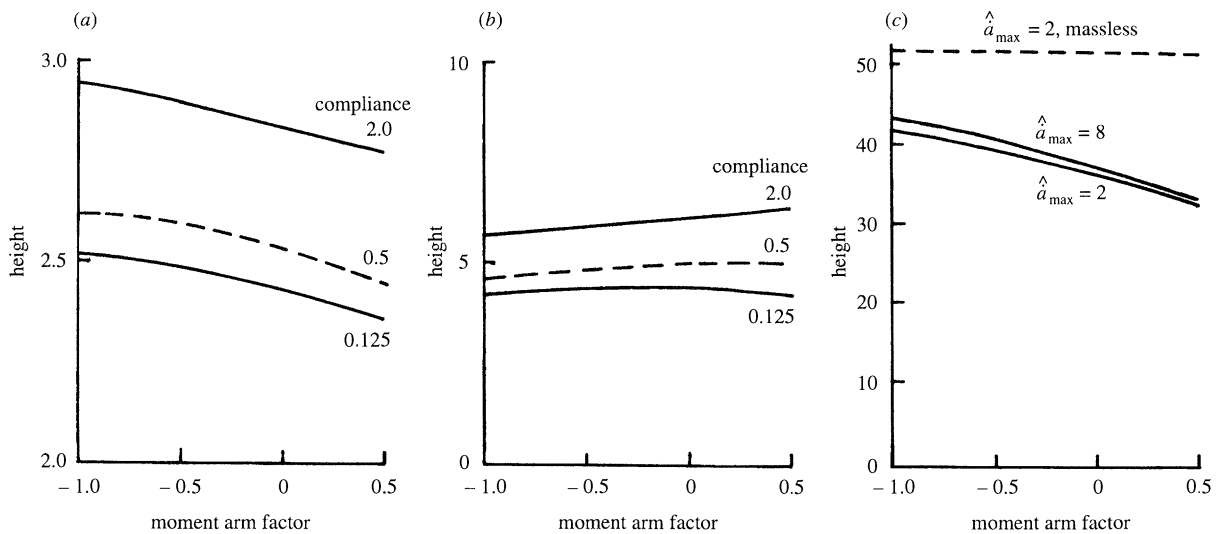 (a)
3.0
2.5
2.0
height
compliance
2.0
0.5
0.125
– 1.0 – 0.5 0 0.5
moment arm factor
(b)
10
5
0
height
compliance
2.0
0.5
0.125
– 1.0 – 0.5 0 0.5
moment arm factor
(c)
50
40
30
20
10
0
height
â̇max = 2, massless
â̇max = 8
â̇max = 2
– 1.0 – 0.5 0 0.5
moment arm factor